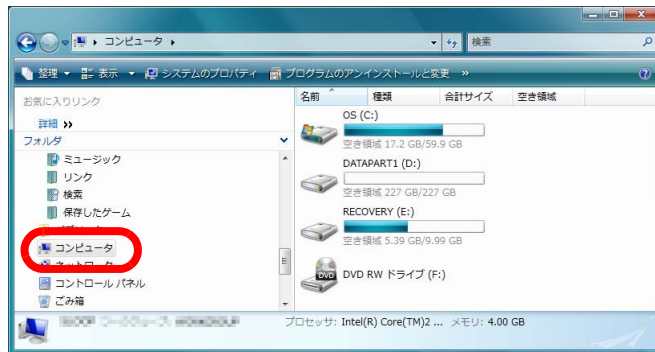 コンピュータ
検索
整理 表示 システムのプロパティ プログラムのアンインストールと変更 »
お気に入りリンク
詳細 »
フォルダ
ミュージック
リンク
検索
保存したゲーム
コンピュータ
コントロール パネル
ごみ箱
名前 種類 合計サイズ 空き領域
OS (C:)
空き領域 17.2 GB/59.9 GB
DATAPART1 (D:)
空き領域 227 GB/227 GB
RECOVERY (E:)
空き領域 5.39 GB/9.99 GB
DVD RW ドライブ (F:)
DVD
プロセッサ: Intel(R) Core(TM)2 ... メモリ: 4.00 GB